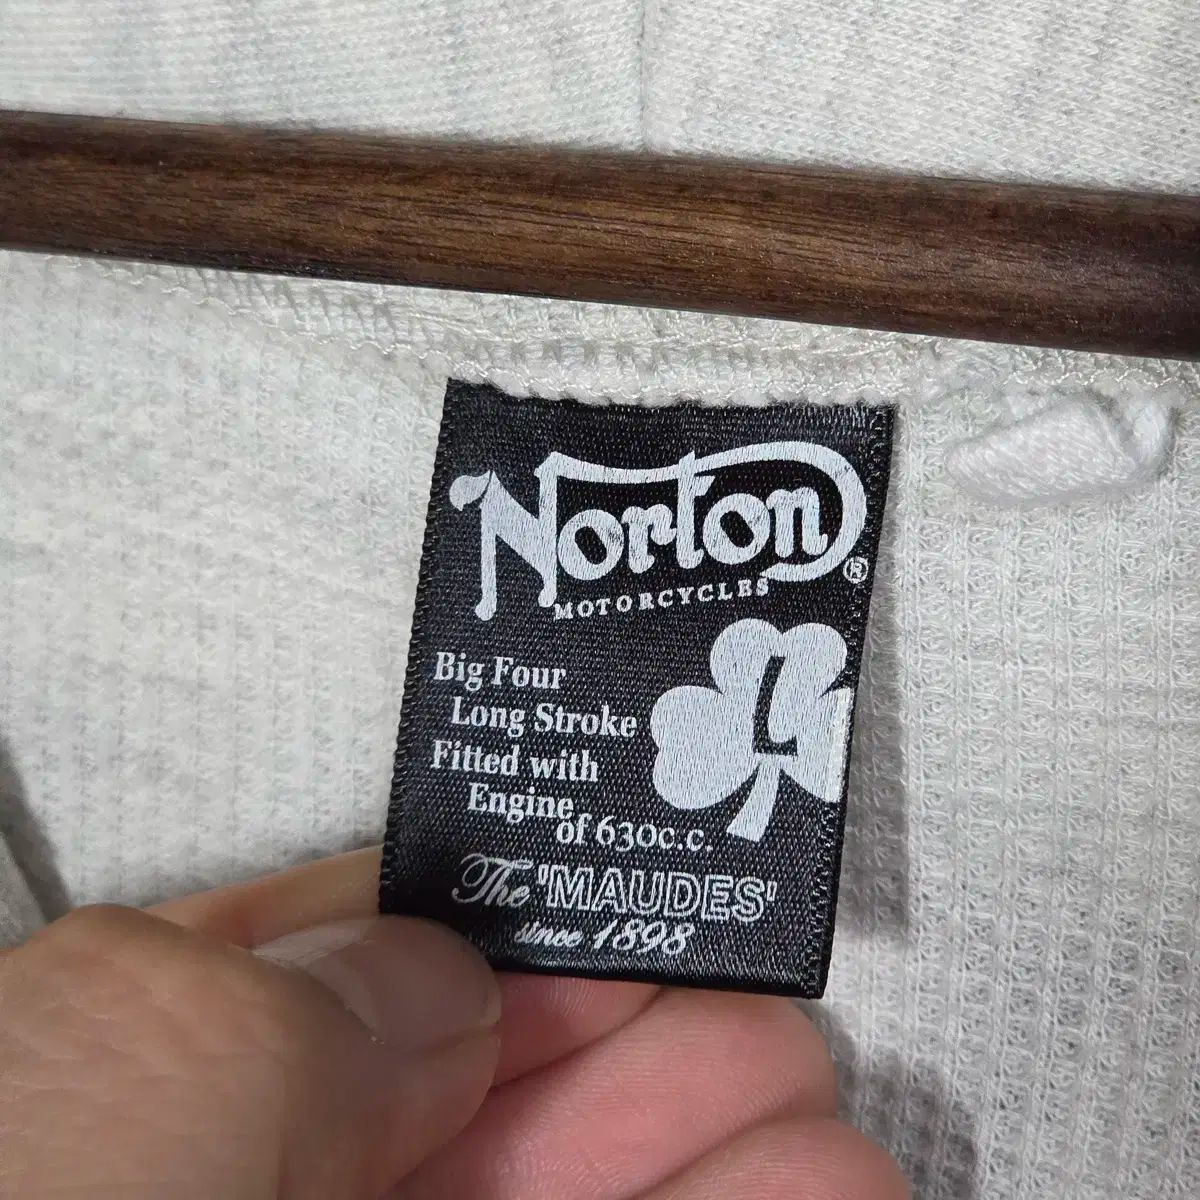 Norton®
MOTORCYCLES
L
Big Four
Long Stroke
Fitted with
Engine
of 630c.c.
The 'MAUDES'
since 1898